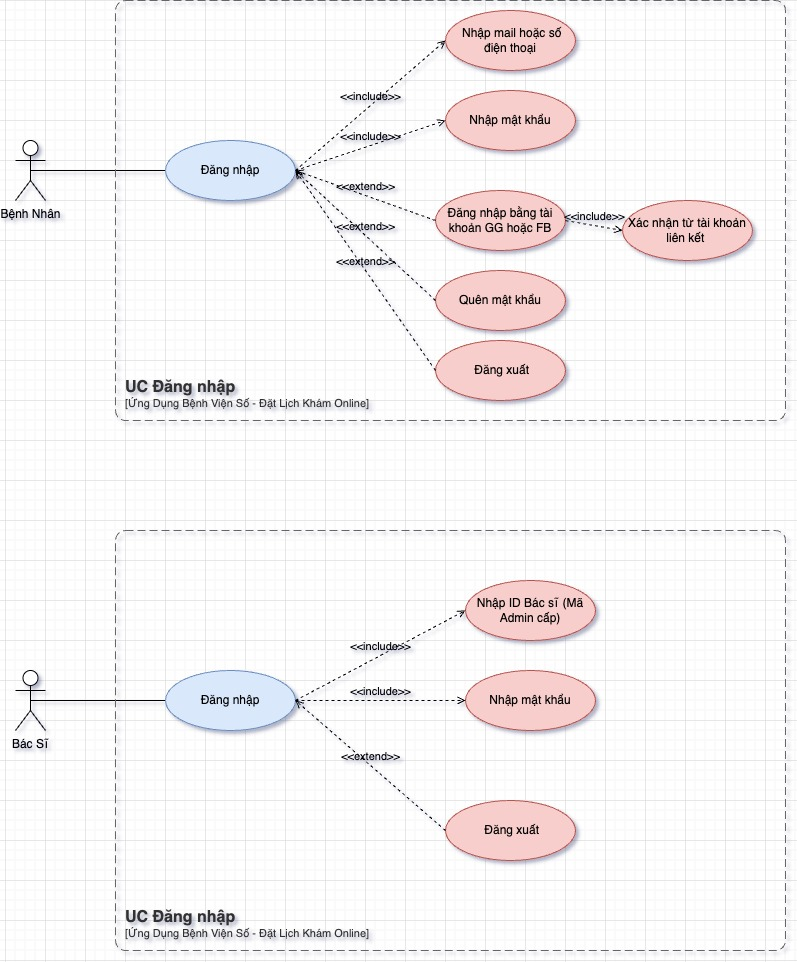 Nhập mail hoặc số
điện thoại
<<include>>
Nhập mật khẩu
<<include>>
Đăng nhập
Bệnh Nhân
<<extend>>
Đăng nhập bằng tài
khoản GG hoặc FB
<<include>>
Xác nhận từ tài khoản
liên kết
<<extend>>
<<extend>>
Quên mật khẩu
Đăng xuất
UC Đăng nhập
[Ứng Dụng Bệnh Viện Số - Đặt Lịch Khám Online]
Nhập ID Bác sĩ (Mã
Admin cấp)
<<include>>
Đăng nhập
<<include>>
Nhập mật khẩu
Bác Sĩ
<<extend>>
Đăng xuất
UC Đăng nhập
[Ứng Dụng Bệnh Viện Số - Đặt Lịch Khám Online]